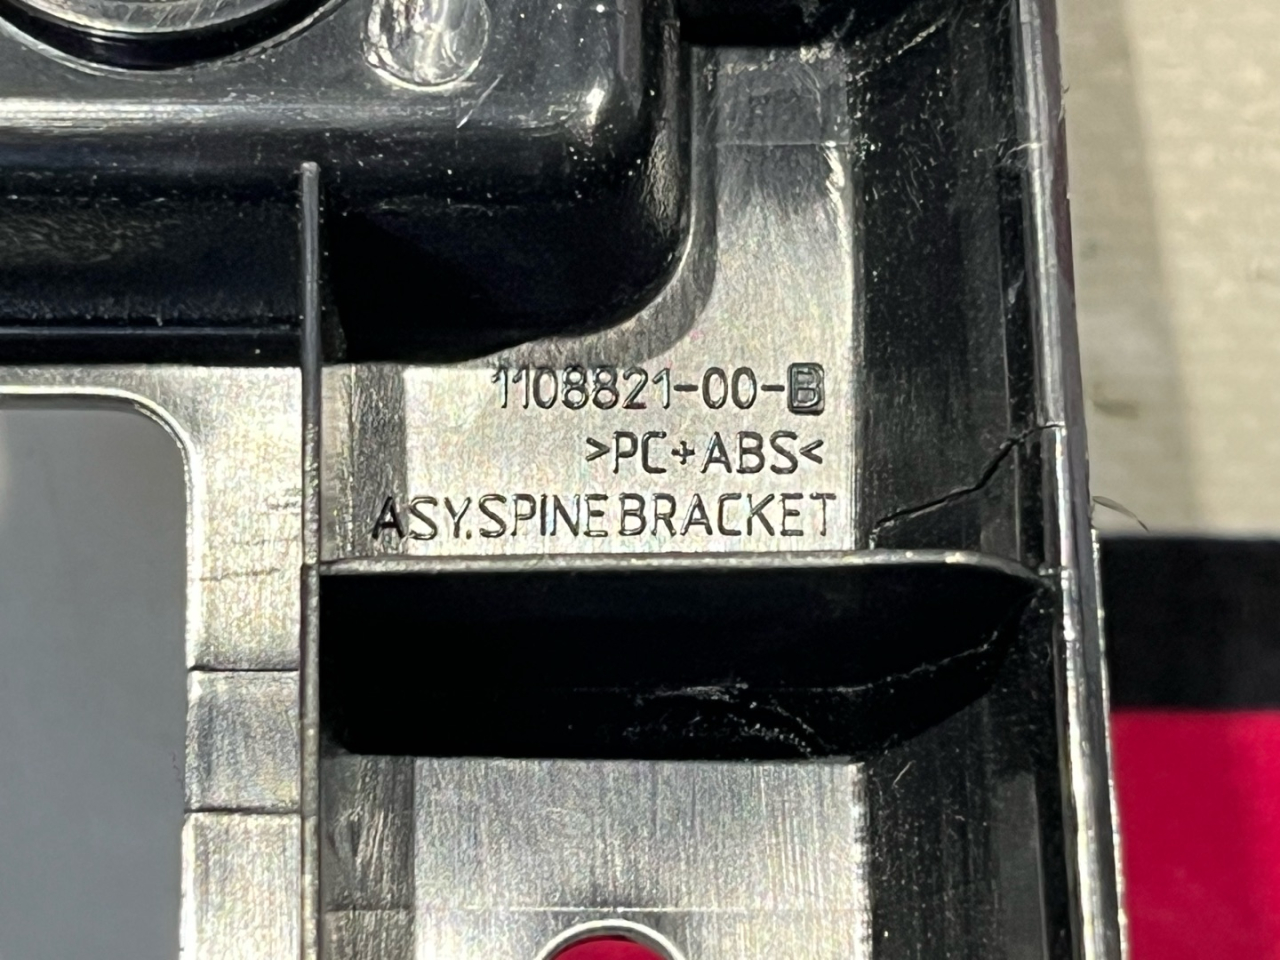 1108821-00-B
>PC+ABS<
ASY.SPINE BRACKET